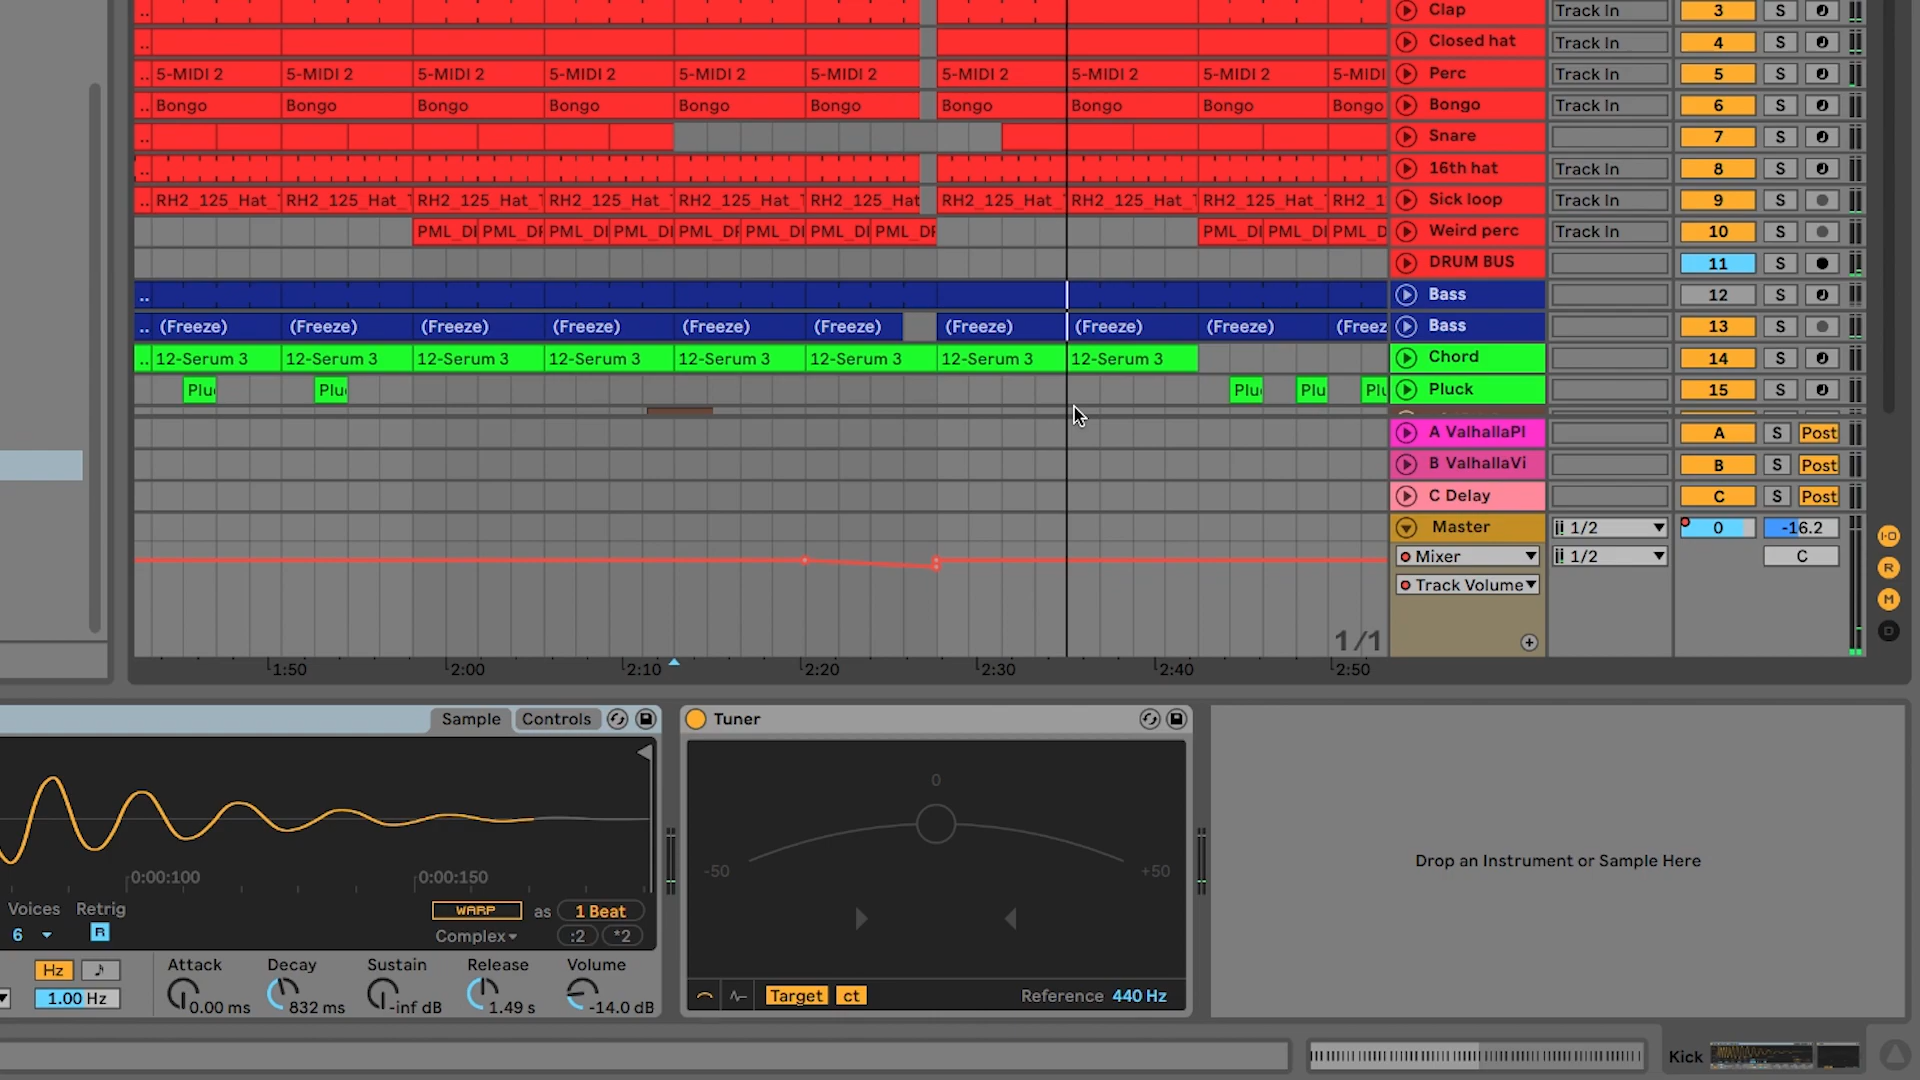 Clap Track In 3 S
.. Closed hat Track In 4 S
.. 5-MIDI 2 5-MIDI 2 5-MIDI 2 5-MIDI 2 5-MIDI 2 5-MIDI 2 5-MIDI 2 5-MIDI 2 5-MIDI 2 5-MIDI Perc Track In 5 S
.. Bongo Bongo Bongo Bongo Bongo Bongo Bongo Bongo Bongo Bongo Bongo Track In 6 S
.. Snare 7 S
.. 16th hat Track In 8 S
.. RH2_125_Hat_ RH2_125_Hat_ RH2_125_Hat_ RH2_125_Hat_ RH2_125_Hat_ RH2_125_Hat RH2_125_Hat_ RH2_125_Hat_ RH2_125_Hat_ RH2_1 Sick loop Track In 9 S
PML_D PML_D PML_D PML_D PML_D PML_D PML_D PML_D PML_D PML_D PML_D Weird perc Track In 10 S
DRUM BUS 11 S
.. Bass 12 S
.. (Freeze) (Freeze) (Freeze) (Freeze) (Freeze) (Freeze) (Freeze) (Freeze) (Freeze) (Freez Bass 13 S
.. 12-Serum 3 12-Serum 3 12-Serum 3 12-Serum 3 12-Serum 3 12-Serum 3 12-Serum 3 12-Serum 3 Chord 14 S
Plu Plu Plu Plu Plu Pluck 15 S
A ValhallaPl A S Post
B ValhallaVi B S Post
C Delay C S Post
Master 1/2 0 -16.2
Mixer 1/2 C
Track Volume
1/1
1:50 2:00 2:10 2:20 2:30 2:40 2:50
I·O
R
M
D
Sample Controls
0:00:100 0:00:150
Voices Retrig
6 R
WARP as 1 Beat
Complex :2 *2
Hz
1.00 Hz
Attack Decay Sustain Release Volume
0.00 ms 832 ms -inf dB 1.49 s -14.0 dB
Tuner
0
-50 +50
Target ct Reference 440 Hz
Drop an Instrument or Sample Here
Kick